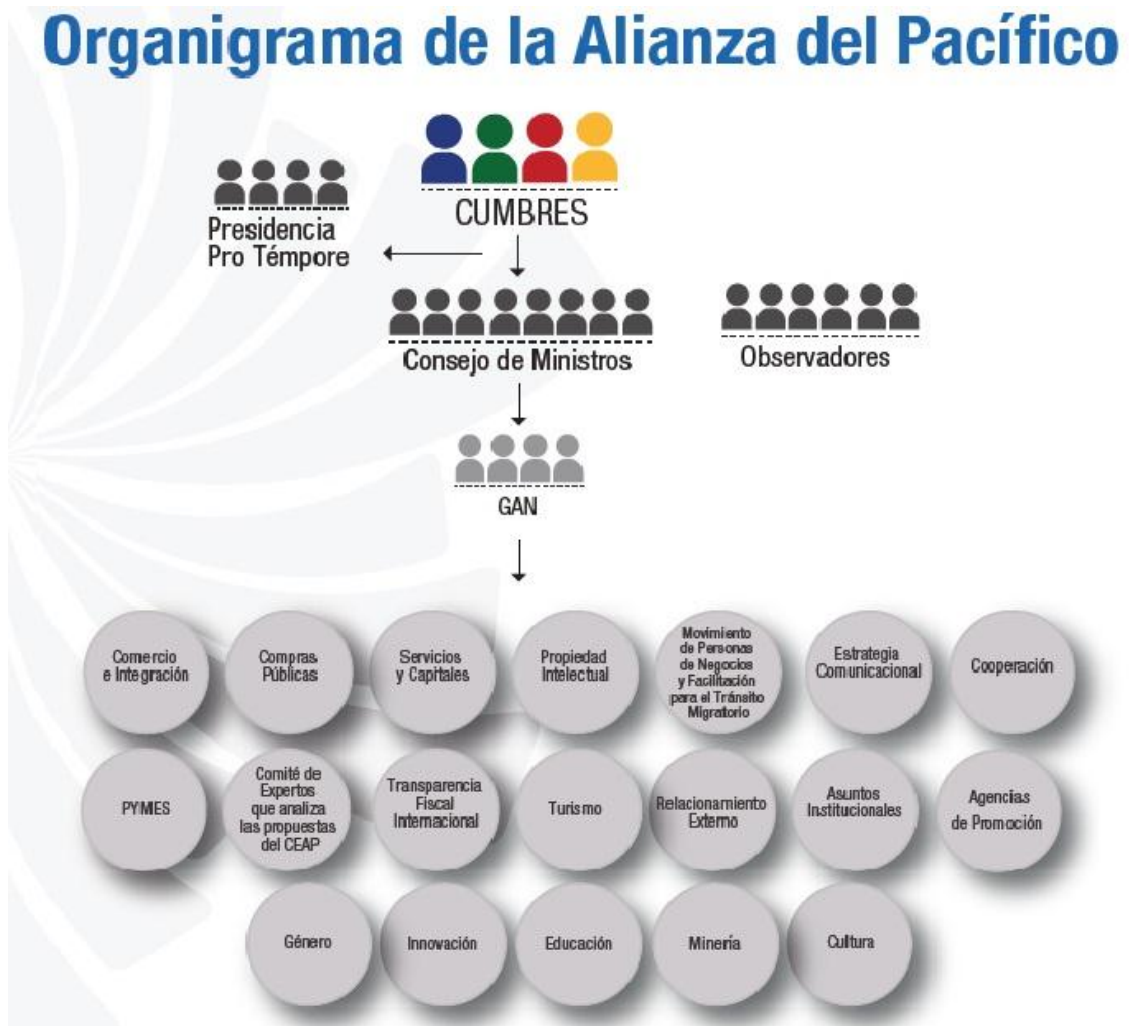 Organigrama de la Alianza del Pacífico
CUMBRES
Presidencia
Pro Témpore
Consejo de Ministros
Observadores
GAN
Comercio
e Integración
Compras
Públicas
Servicios
y Capitales
Propiedad
Intelectual
Movimiento
de Personas
de Negocios
y Facilitación
para el Tránsito
Migratorio
Estrategia
Comunicacional
Cooperación
PYMES
Comité de
Expertos
que analiza
las propuestas
del CEAP
Transparencia
Fiscal
Internacional
Turismo
Relacionamiento
Externo
Asuntos
Institucionales
Agencias
de Promoción
Género
Innovación
Educación
Minería
Cultura